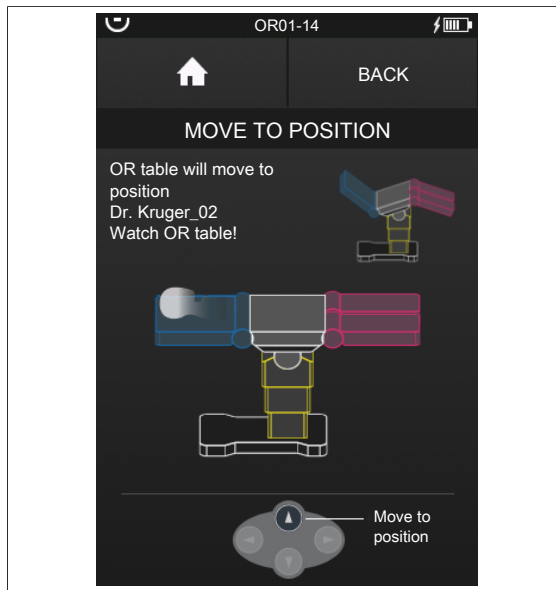 OR01-14
BACK
MOVE TO POSITION
OR table will move to
position
Dr. Kruger_02
Watch OR table!
Move to
position